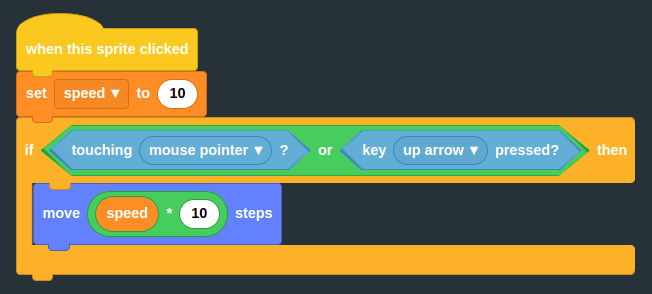 when this sprite clicked
set speed ▼ to 10
if touching mouse pointer ▼ ? or key up arrow ▼ pressed? then
move speed * 10 steps